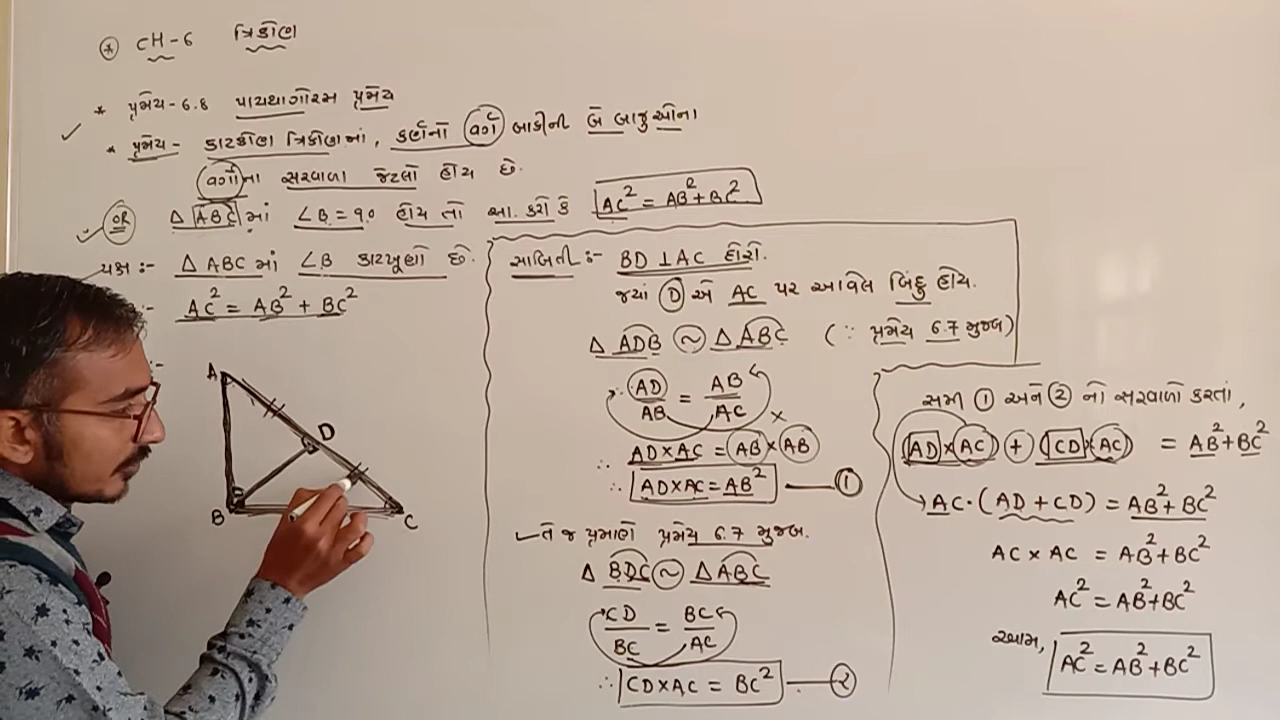 * CH-6 ત્રિકોણ
* પ્રમેય-6.8 પાયથાગોરસ પ્રમેય
* પ્રમેય- કાટકોણ ત્રિકોણમાં, કર્ણનો વર્ગ બાકીની બે બાજુઓના
વર્ગોના સરવાળા જેટલો હોય છે.
OR Δ ABC માં ∠B = ૧૦ હોય તો સા. કરો કે AC² = AB² + BC²
પક્ષ :- Δ ABC માં ∠B કાટખૂણો છે.
:- AC² = AB² + BC²
:-
A
D
B
B
C
સાબિતી :- BD ⊥ AC દોરો.
જ્યાં D એ AC પર આવેલ બિંદુ હોય.
Δ ADB ~ Δ ABC (∵ પ્રમેય 6.7 મુજબ)
∴ AD/AB = AB/AC
∴ AD×AC = AB×AB
∴ AD×AC = AB² — ①
તે જ પ્રમાણે પ્રમેય 6.7 મુજબ.
Δ BDC ~ Δ ABC
CD/BC = BC/AC
∴ CD×AC = BC² — ૨
સમી ① અને ② નો સરવાળો કરતાં,
(AD×AC) + (CD×AC) = AB²+BC²
AC·(AD+CD) = AB²+BC²
AC × AC = AB²+BC²
AC² = AB²+BC²
આમ, AC² = AB²+BC²